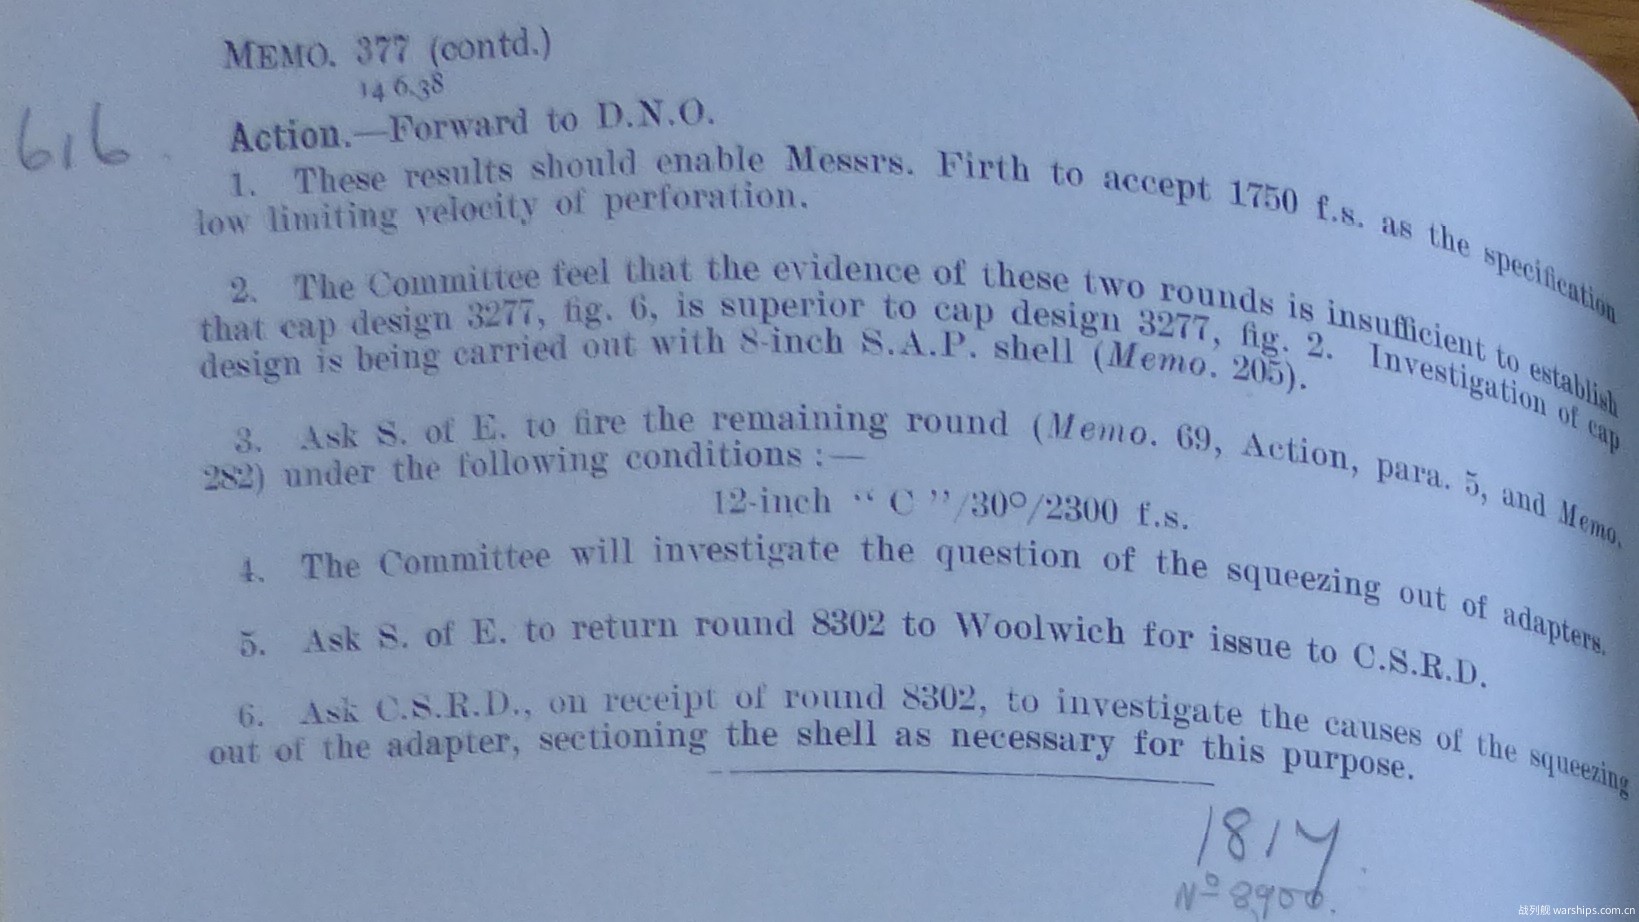 MEMO. 377 (contd.)
14 6.38
616
Action.—Forward to D.N.O.
1. These results should enable Messrs. Firth to accept 1750 f.s. as the specification
low limiting velocity of perforation.
2. The Committee feel that the evidence of these two rounds is insufficient to establish
that cap design 3277, fig. 6, is superior to cap design 3277, fig. 2. Investigation of cap
design is being carried out with 8-inch S.A.P. shell (Memo. 205).
3. Ask S. of E. to fire the remaining round (Memo. 69, Action, para. 5, and Memo.
282) under the following conditions :—
12-inch “ C ”/30°/2300 f.s.
4. The Committee will investigate the question of the squeezing out of adapters.
5. Ask S. of E. to return round 8302 to Woolwich for issue to C.S.R.D.
6. Ask C.S.R.D., on receipt of round 8302, to investigate the causes of the squeezing
out of the adapter, sectioning the shell as necessary for this purpose.
1817
Nº 8906.
战列舰 warships.com.cn